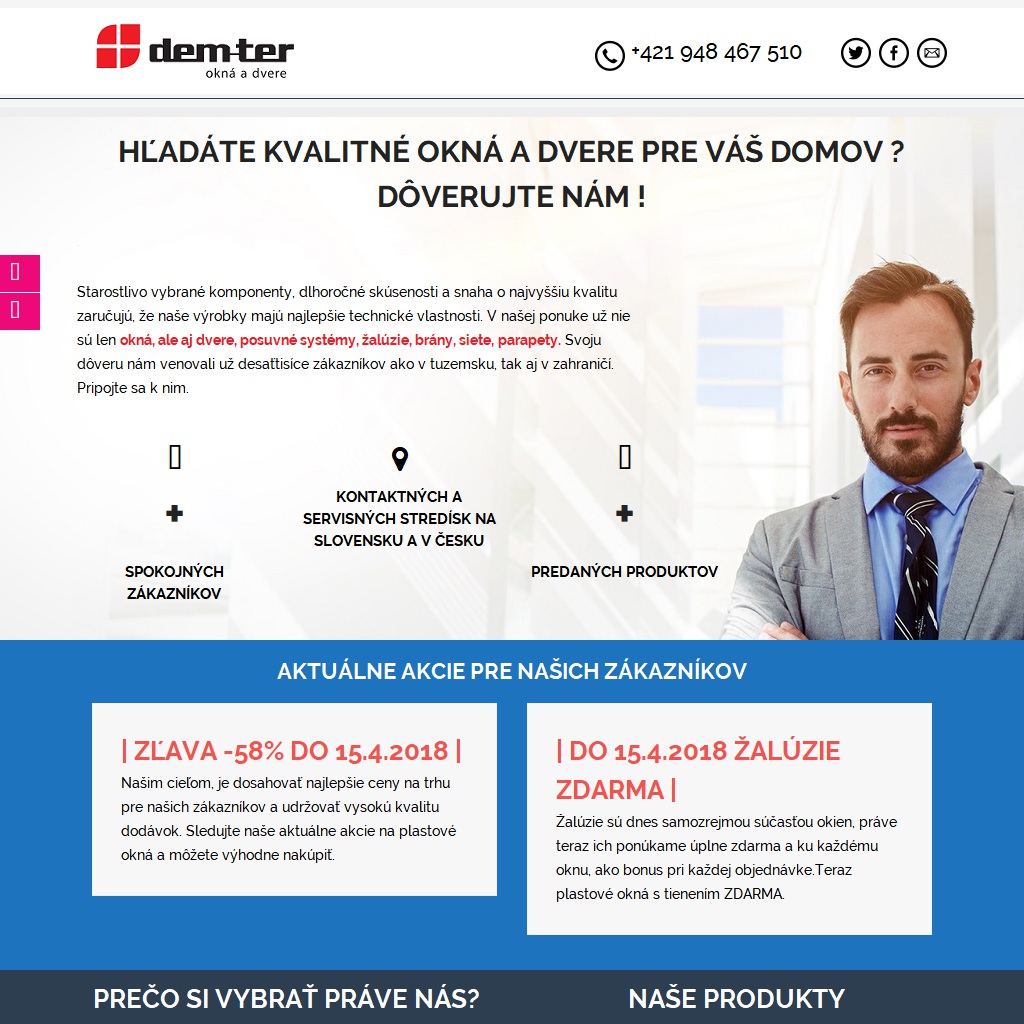 dem-ter
okná a dvere
+421 948 467 510
HĽADÁTE KVALITNÉ OKNÁ A DVERE PRE VÁŠ DOMOV ?
DÔVERUJTE NÁM !
Starostlivo vybrané komponenty, dlhoročné skúsenosti a snaha o najvyššiu kvalitu
zaručujú, že naše výrobky majú najlepšie technické vlastnosti. V našej ponuke už nie
sú len okná, ale aj dvere, posuvné systémy, žalúzie, brány, siete, parapety. Svoju
dôveru nám venovali už desaťtisíce zákazníkov ako v tuzemsku, tak aj v zahraničí.
Pripojte sa k nim.
+
SPOKOJNÝCH
ZÁKAZNÍKOV
KONTAKTNÝCH A
SERVISNÝCH STREDÍSK NA
SLOVENSKU A V ČESKU
+
PREDANÝCH PRODUKTOV
AKTUÁLNE AKCIE PRE NAŠICH ZÁKAZNÍKOV
| ZĽAVA -58% DO 15.4.2018 |
Našim cieľom, je dosahovať najlepšie ceny na trhu
pre našich zákazníkov a udržovať vysokú kvalitu
dodávok. Sledujte naše aktuálne akcie na plastové
okná a môžete výhodne nakúpiť.
| DO 15.4.2018 ŽALÚZIE
ZDARMA |
Žalúzie sú dnes samozrejmou súčasťou okien, práve
teraz ich ponúkame úplne zdarma a ku každému
oknu, ako bonus pri každej objednávke.Teraz
plastové okná s tienením ZDARMA.
PREČO SI VYBRAŤ PRÁVE NÁS?
NAŠE PRODUKTY